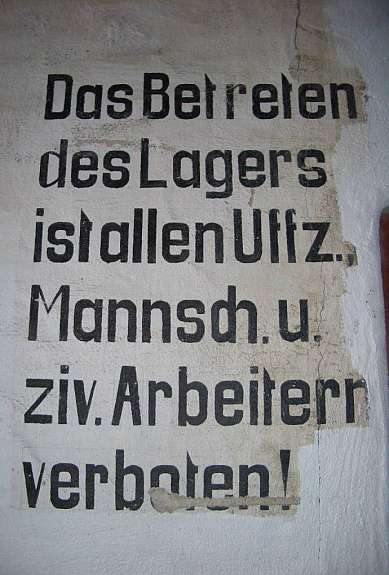 Das Betreten
des Lagers
ist allen Uffz.,
Mannsch. u.
ziv. Arbeitern
verboten!